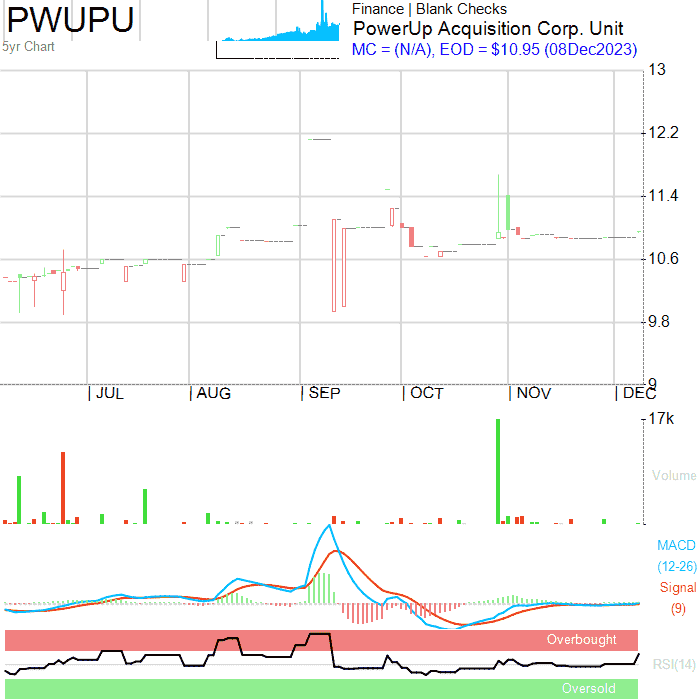 PWUPU
5yr Chart
Finance | Blank Checks
PowerUp Acquisition Corp. Unit
MC = (N/A), EOD = $10.95 (08Dec2023)
13
12.2
11.4
10.6
9.8
9
JUL
AUG
SEP
OCT
NOV
DEC
17k
Volume
MACD
(12-26)
Signal
(9)
Overbought
RSI(14)
Oversold